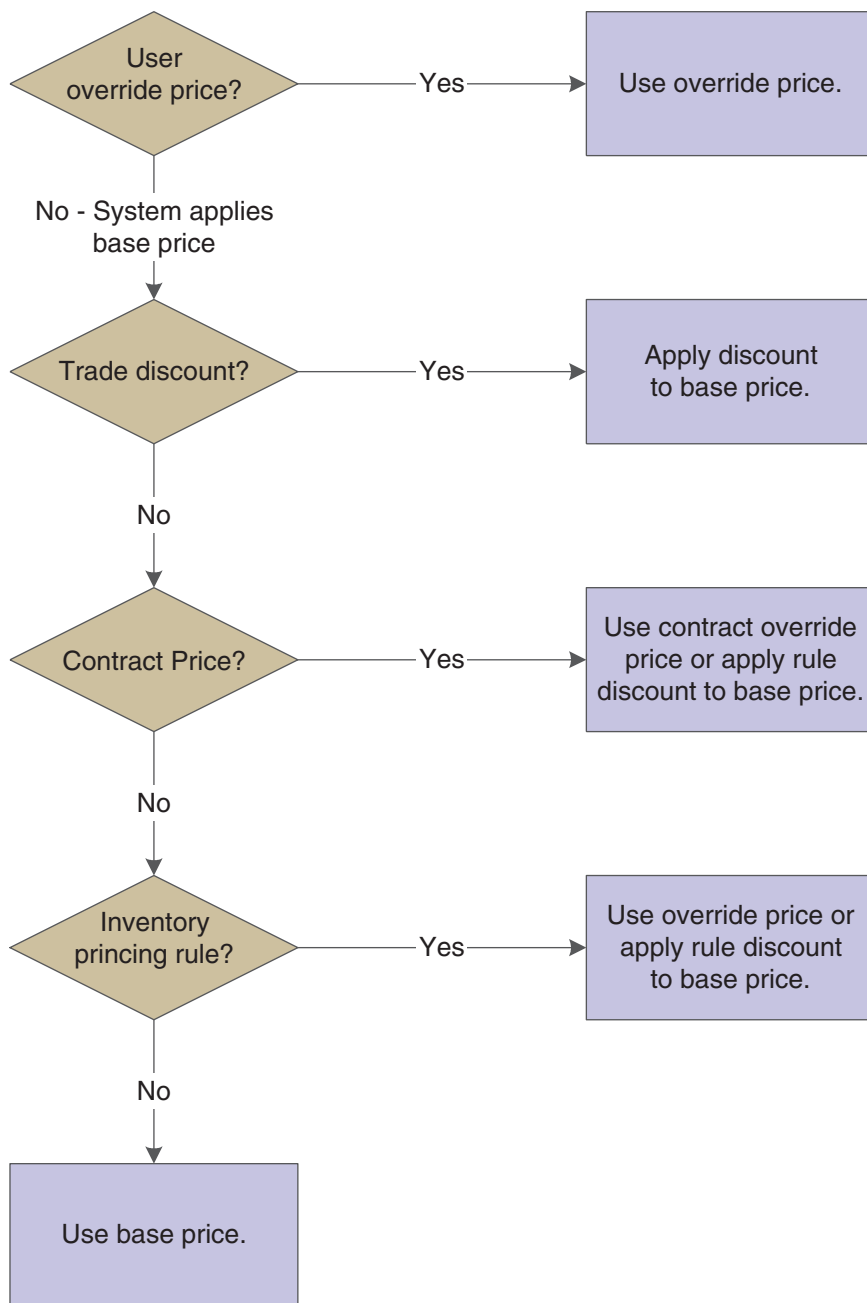 User
override price?
Yes
Use override price.
No - System applies
base price
Trade discount?
Yes
Apply discount
to base price.
No
Contract Price?
Yes
Use contract override
price or apply rule
discount to base price.
No
Inventory
princing rule?
Yes
Use override price or
apply rule discount
to base price.
No
Use base price.